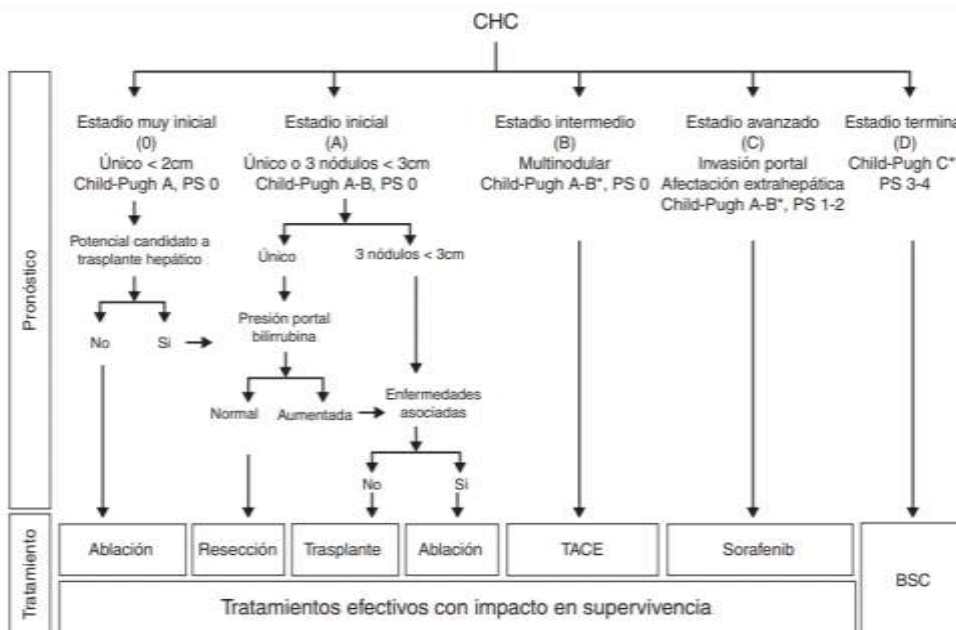 CHC
Pronóstico
Estadio muy inicial
(0)
Único < 2cm
Child-Pugh A, PS 0
Estadio inicial
(A)
Único o 3 nódulos < 3cm
Child-Pugh A-B, PS 0
Estadio intermedio
(B)
Multinodular
Child-Pugh A-B*, PS 0
Estadio avanzado
(C)
Invasión portal
Afectación extrahepática
Child-Pugh A-B*, PS 1-2
Estadio termina
(D)
Child-Pugh C*
PS 3-4
Potencial candidato a
trasplante hepático
Único
3 nódulos < 3cm
No
Si
Presión portal
bilirrubina
Normal
Aumentada
Enfermedades
asociadas
No
Si
Tratamiento
Ablación
Resección
Trasplante
Ablación
TACE
Sorafenib
BSC
Tratamientos efectivos con impacto en supervivencia